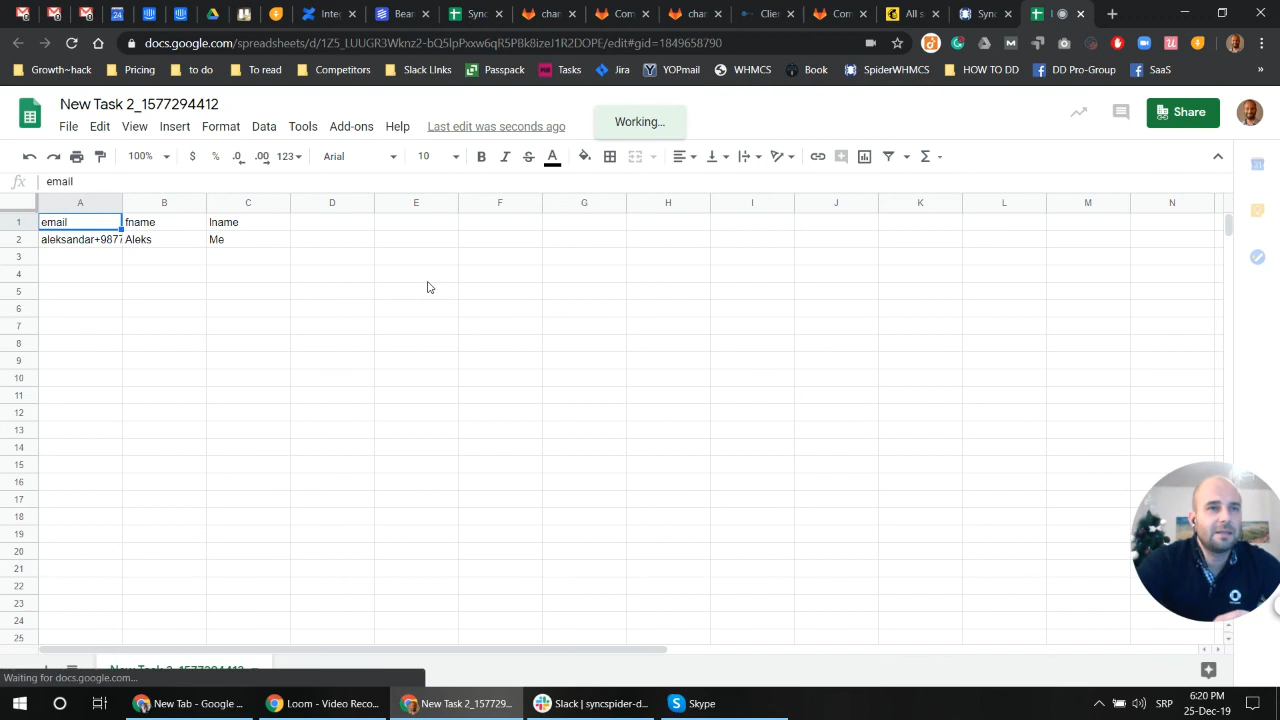 Inter
Bear
Sync
char
Com
char
Clie
Com
All s
Sync
docs.google.com/spreadsheets/d/1Z5_LUUGR3Wknz2-bQ5lpPxxw6qR5PBk8izeJ1R2DOPE/edit#gid=1849658790
Growth~hack
Pricing
to do
To read
Competitors
Slack LInks
Passpack
Tasks
Jira
YOPmail
WHMCS
Book
SpiderWHMCS
HOW TO DD
DD Pro-Group
SaaS
»
New Task 2_1577294412
File Edit View Insert Format Data Tools Add-ons Help Last edit was seconds ago
Working...
Share
100% $ % .0 .00 123 Arial 10 B I S A Σ
fx email
A B C D E F G H I J K L M N
1 email fname lname
2 aleksandar+9877 Aleks Me
3
4
5
6
7
8
9
10
11
12
13
14
15
16
17
18
19
20
21
22
23
24
25
New Task 2_1577294412
Waiting for docs.google.com...
New Tab - Google ...
Loom - Video Reco...
New Task 2_157729...
Slack | syncspider-d...
Skype
SRP
6:20 PM
25-Dec-19